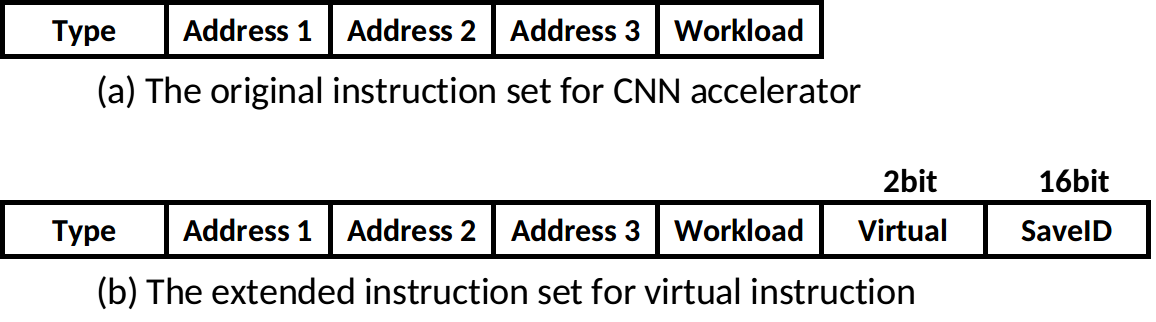 Type Address 1 Address 2 Address 3 Workload
(a) The original instruction set for CNN accelerator
2bit 16bit
Type Address 1 Address 2 Address 3 Workload Virtual SaveID
(b) The extended instruction set for virtual instruction